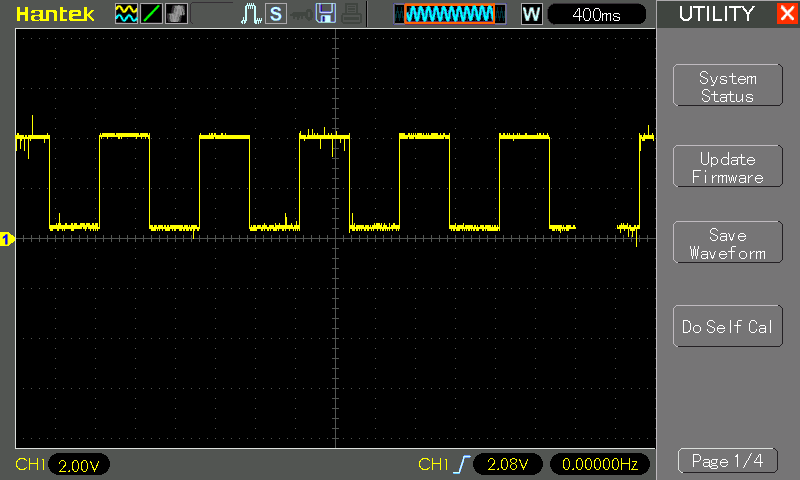 Hantek
S
W
400ms
UTILITY
System
Status
Update
Firmware
Save
Waveform
Do Self Cal
Page 1/4
1
CH1 2.00V
CH1 2.08V 0.00000Hz